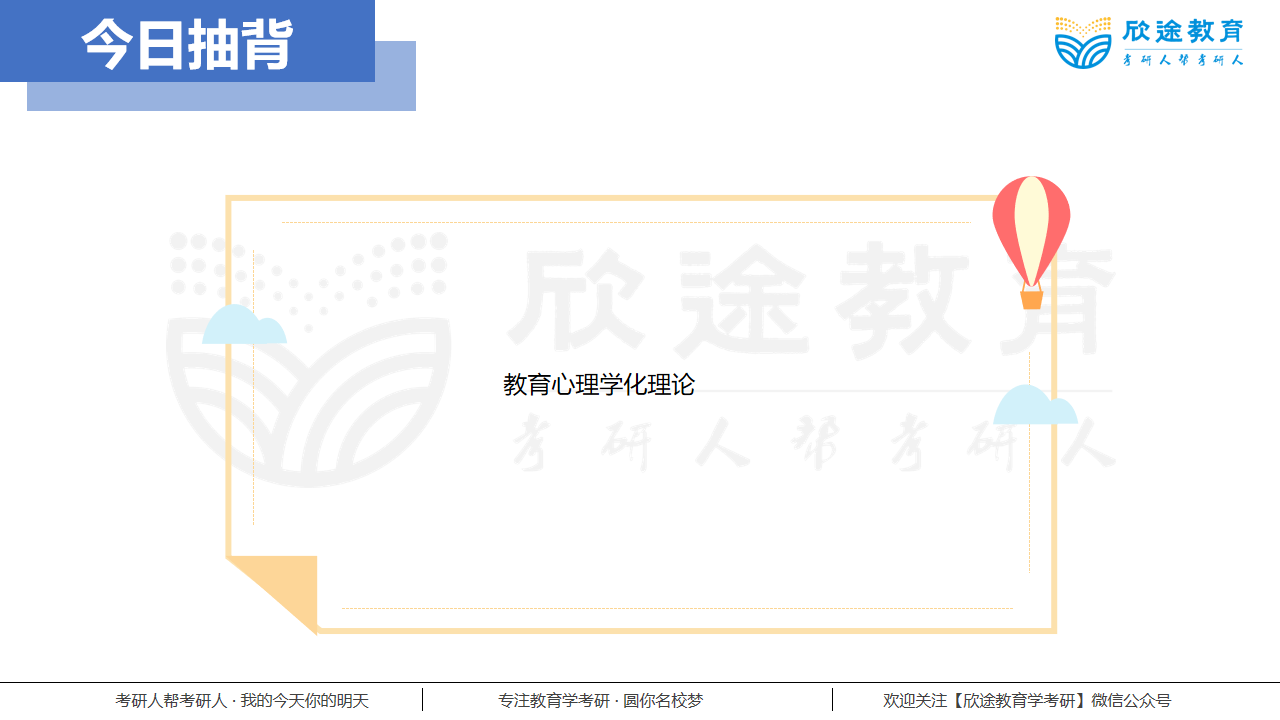 今日抽背
欣途教育
考研人帮考研人
欣途教育
教育心理学化理论
考研人帮考研人
考研人帮考研人 · 我的今天你的明天
专注教育学考研 · 圆你名校梦
欢迎关注【欣途教育学考研】微信公众号